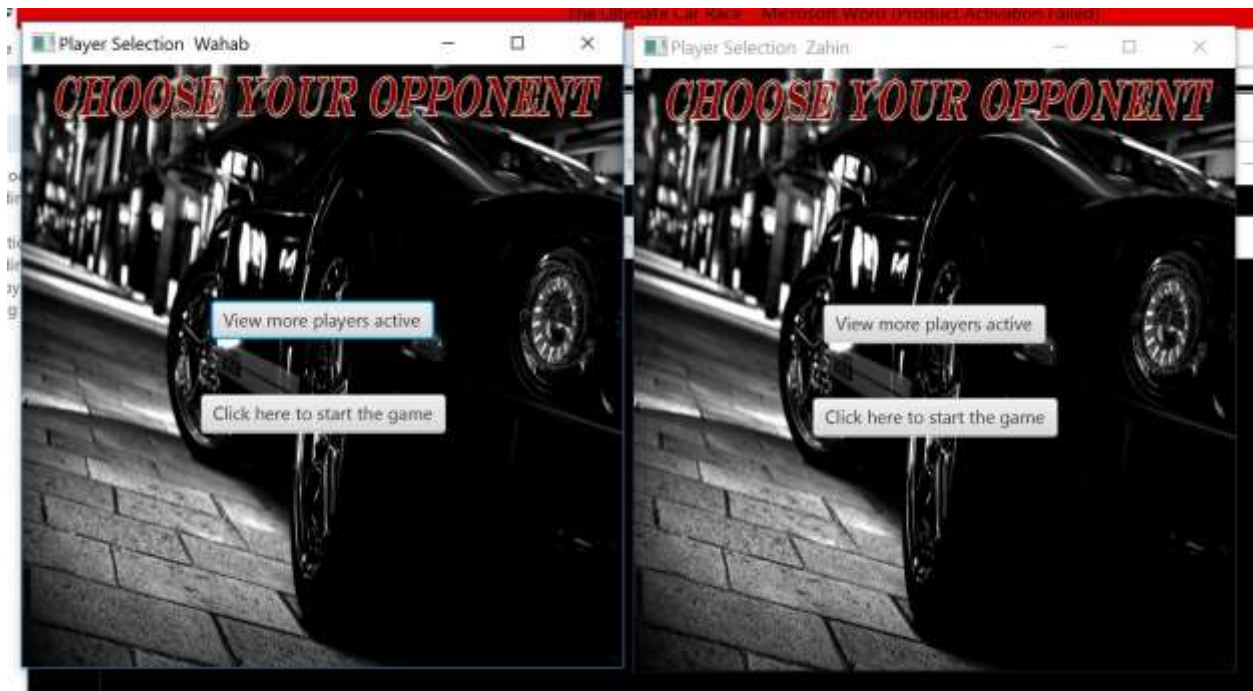 The Ultimate Car Race - Microsoft Word (Product Activation Failed)
Player Selection Wahab
CHOOSE YOUR OPPONENT
View more players active
Click here to start the game
Player Selection Zahin
CHOOSE YOUR OPPONENT
View more players active
Click here to start the game